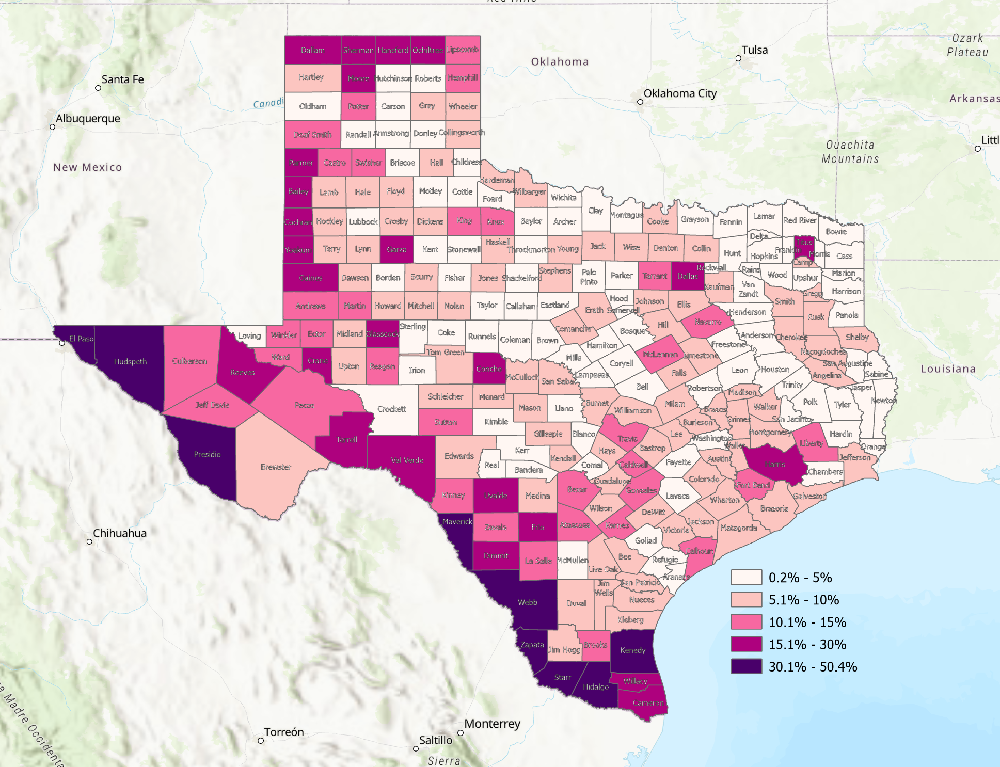 Red Hills
Ozark
Plateau
Tulsa
Oklahoma
Dallam
Sherman
Hansford
Ochiltree
Lipscomb
Santa Fe
Hartley
Moore
Hutchinson
Roberts
Hemphill
Oklahoma City
Arkansas
Canadi
Oldham
Potter
Carson
Gray
Wheeler
Albuquerque
Deaf Smith
Randall
Armstrong
Donley
Collingsworth
Ouachita
Mountains
Littl
New Mexico
Parmer
Castro
Swisher
Briscoe
Hall
Childress
Hardeman
Bailey
Lamb
Hale
Floyd
Motley
Cottle
Foard
Wilbarger
Wichita
Clay
Montague
Cooke
Grayson
Fannin
Lamar
Red River
Bowie
Cochran
Hockley
Lubbock
Crosby
Dickens
King
Knox
Baylor
Archer
Delta
Titus
Yoakum
Terry
Lynn
Garza
Kent
Stonewall
Haskell
Throckmorton
Young
Jack
Wise
Denton
Collin
Hunt
Hopkins
Franklin
Morris
Cass
Camp
Gaines
Dawson
Borden
Scurry
Fisher
Jones
Shackelford
Stephens
Palo
Pinto
Parker
Tarrant
Dallas
Rockwall
Rains
Wood
Upshur
Marion
Kaufman
Van
Zandt
Gregg
Harrison
Andrews
Martin
Howard
Mitchell
Nolan
Taylor
Callahan
Eastland
Erath
Hood
Somervell
Johnson
Ellis
Henderson
Smith
Rusk
Panola
El Paso
Hudspeth
Culberson
Loving
Winkler
Ector
Midland
Glasscock
Sterling
Coke
Runnels
Coleman
Brown
Comanche
Hamilton
Bosque
Hill
Navarro
Freestone
Anderson
Cherokee
Shelby
Nacogdoches
Reeves
Ward
Crane
Upton
Reagan
Irion
Tom Green
Concho
McCulloch
San Saba
Mills
Lampasas
Coryell
McLennan
Limestone
Falls
Leon
Houston
San Augustine
Angelina
Sabine
Louisiana
Bell
Robertson
Madison
Trinity
Jasper
Newton
Jeff Davis
Pecos
Crockett
Schleicher
Menard
Mason
Llano
Burnet
Williamson
Milam
Brazos
Grimes
Walker
San Jacinto
Polk
Tyler
Sutton
Kimble
Gillespie
Blanco
Travis
Lee
Burleson
Washington
Montgomery
Liberty
Hardin
Orange
Presidio
Brewster
Terrell
Val Verde
Edwards
Real
Kerr
Bandera
Kendall
Comal
Hays
Bastrop
Caldwell
Fayette
Austin
Waller
Harris
Chambers
Jefferson
Kinney
Uvalde
Medina
Bexar
Guadalupe
Gonzales
Lavaca
Colorado
Fort Bend
Galveston
Wilson
DeWitt
Wharton
Brazoria
Maverick
Zavala
Frio
Atascosa
Karnes
Victoria
Jackson
Matagorda
Goliad
Chihuahua
Dimmit
La Salle
McMullen
Live Oak
Bee
Refugio
Calhoun
Aransas
San Patricio
Webb
Duval
Jim
Wells
Nueces
Kleberg
Zapata
Jim Hogg
Brooks
Kenedy
Starr
Hidalgo
Willacy
Cameron
0.2% - 5%
5.1% - 10%
10.1% - 15%
15.1% - 30%
30.1% - 50.4%
Madre Occidenta
Torreón
Monterrey
Saltillo
Sierra